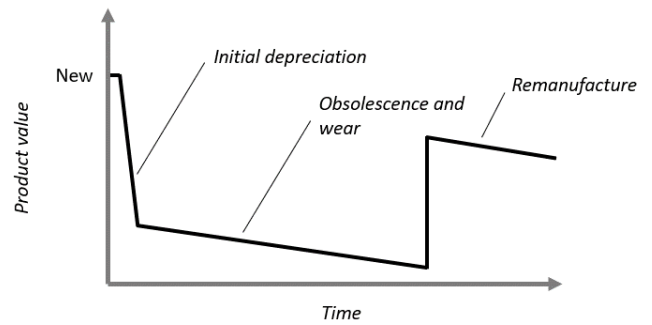 Initial depreciation
New
Remanufacture
Obsolescence and
wear
Product value
Time